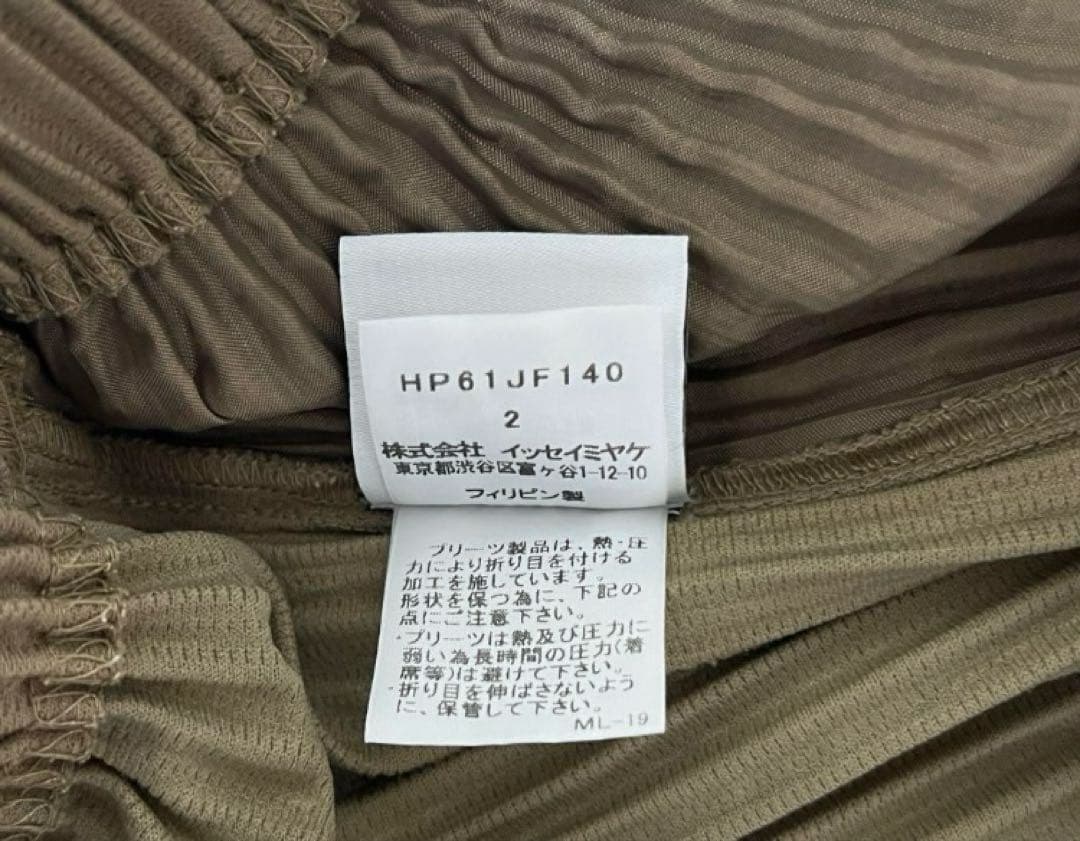 HP61JF140
2
株式会社 イッセイミヤケ
東京都渋谷区富ヶ谷1-12-10
フィリピン製
プリーツ製品は、熱・圧
力により折り目を付ける
加工を施しています。
形状を保つ為に、下記の
点にご注意下さい。
・プリーツは熱及び圧力に
弱い為長時間の圧力(着
席等)は避けて下さい。
・折り目を伸ばさないよう
に、保管して下さい。
ML-19